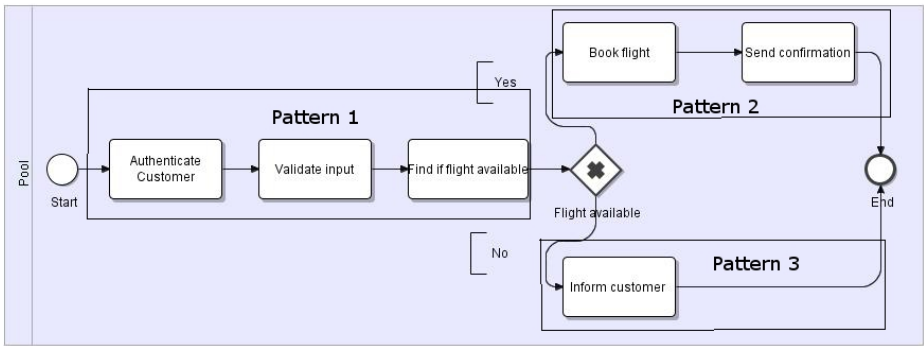 Pool
Start
Pattern 1
Authenticate
Customer
Validate input
Find if flight available
Yes
No
Flight available
Book flight
Send confirmation
Pattern 2
Pattern 3
Inform customer
End